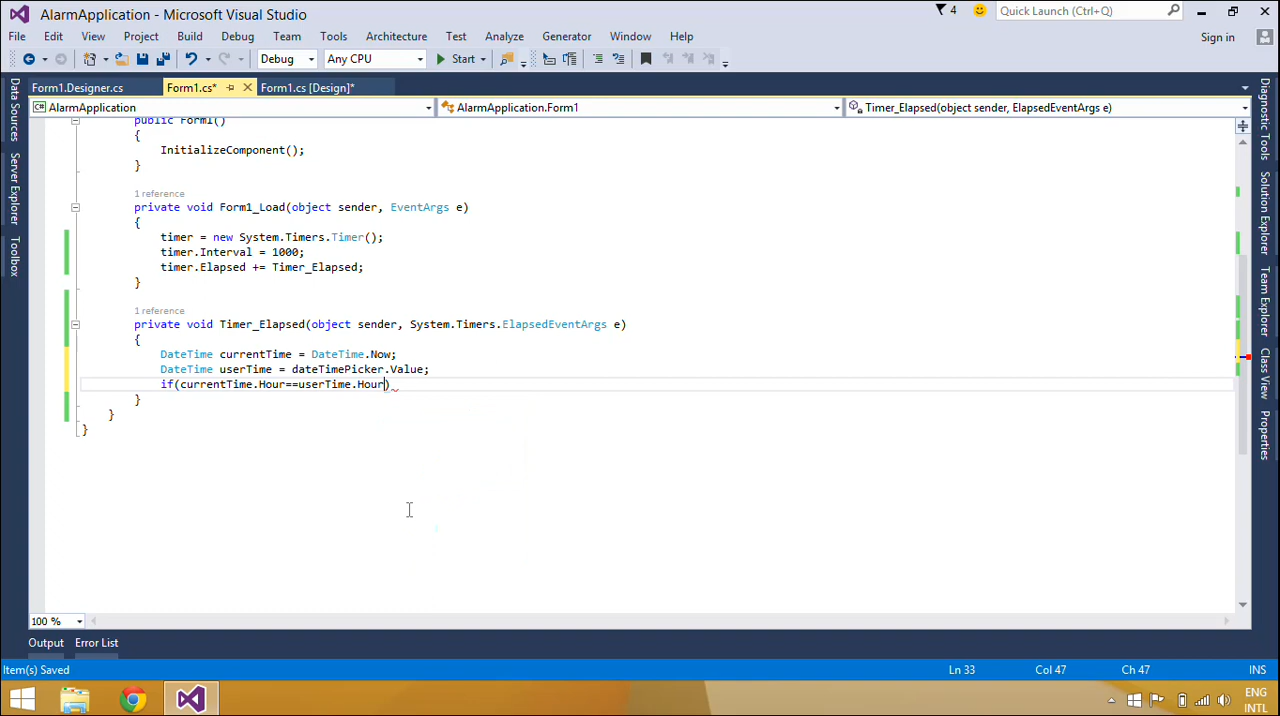 AlarmApplication - Microsoft Visual Studio
4
Quick Launch (Ctrl+Q)
File Edit View Project Build Debug Team Tools Architecture Test Analyze Generator Window Help
Sign in
Debug Any CPU Start
Form1.Designer.cs Form1.cs* Form1.cs [Design]*
AlarmApplication AlarmApplication.Form1 Timer_Elapsed(object sender, ElapsedEventArgs e)
Data Sources
Server Explorer
Toolbox
public Form1()
{
InitializeComponent();
}
1 reference
private void Form1_Load(object sender, EventArgs e)
{
timer = new System.Timers.Timer();
timer.Interval = 1000;
timer.Elapsed += Timer_Elapsed;
}
1 reference
private void Timer_Elapsed(object sender, System.Timers.ElapsedEventArgs e)
{
DateTime currentTime = DateTime.Now;
DateTime userTime = dateTimePicker.Value;
if(currentTime.Hour==userTime.Hour)
}
}
}
Diagnostic Tools
Solution Explorer
Team Explorer
Class View
Properties
100 %
Output Error List
Item(s) Saved Ln 33 Col 47 Ch 47 INS
ENG
INTL